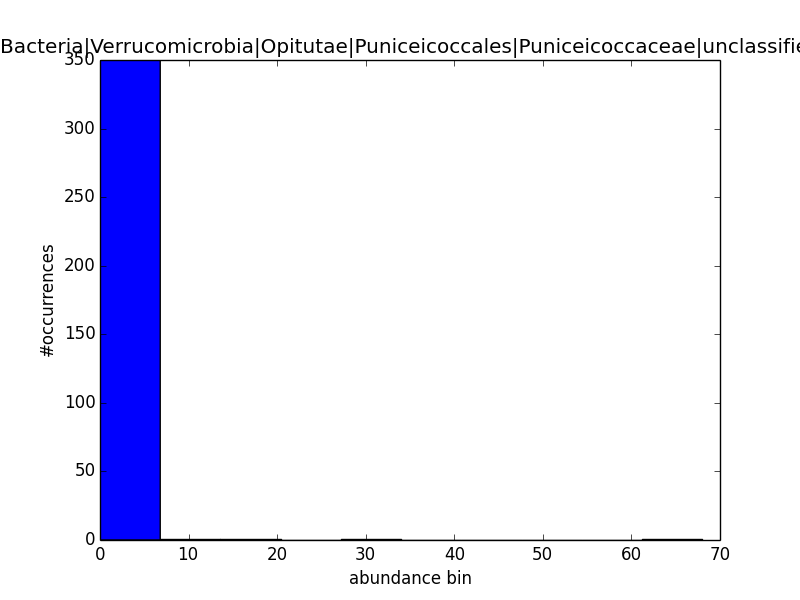 Bacteria|Verrucomicrobia|Opitutae|Puniceicoccales|Puniceicoccaceae|unclassifie
350
300
250
200
150
100
50
0
#occurrences
0 10 20 30 40 50 60 70
abundance bin